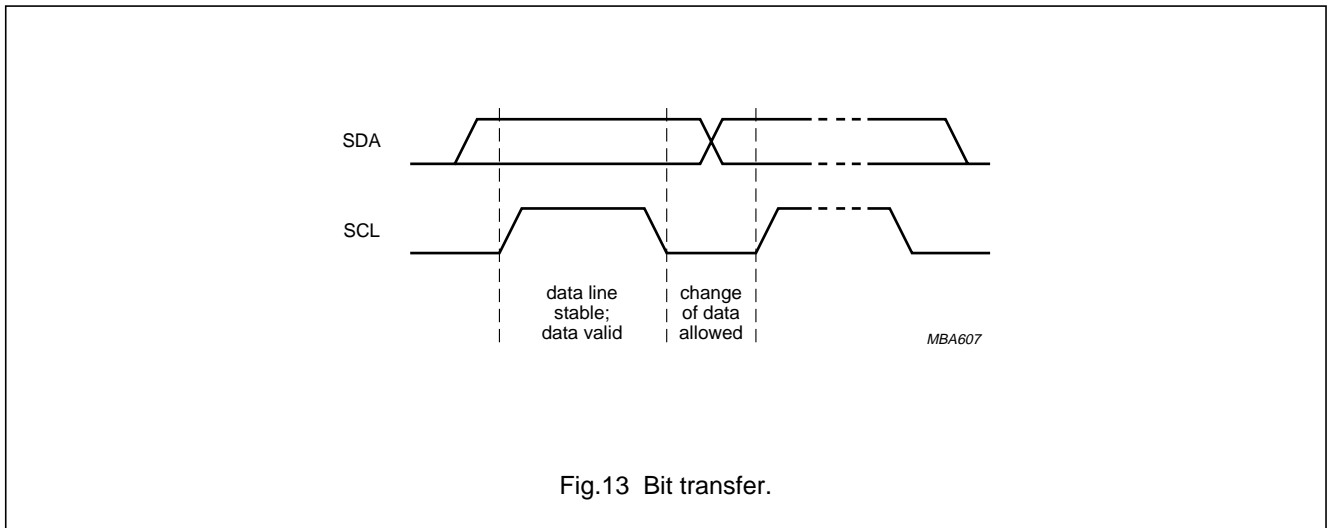 SDA
SCL
data line
stable;
data valid
change
of data
allowed
MBA607
Fig.13 Bit transfer.